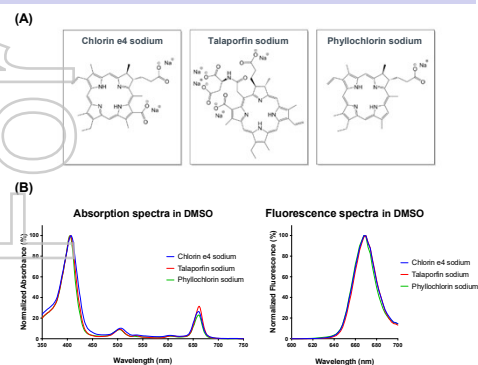 (A)
Chlorin e4 sodium
Talaporfin sodium
Phyllochlorin sodium
(B)
Absorption spectra in DMSO
Normalized Absorbance (%)
100
80
60
40
20
0
350 400 450 500 550 600 650 700 750
Wavelength (nm)
Chlorin e4 sodium
Talaporfin sodium
Phyllochlorin sodium
Fluorescence spectra in DMSO
Normalized Fluorescence (%)
100
80
60
40
20
0
600 620 640 660 680 700
Wavelength (nm)
Chlorin e4 sodium
Talaporfin sodium
Phyllochlorin sodium